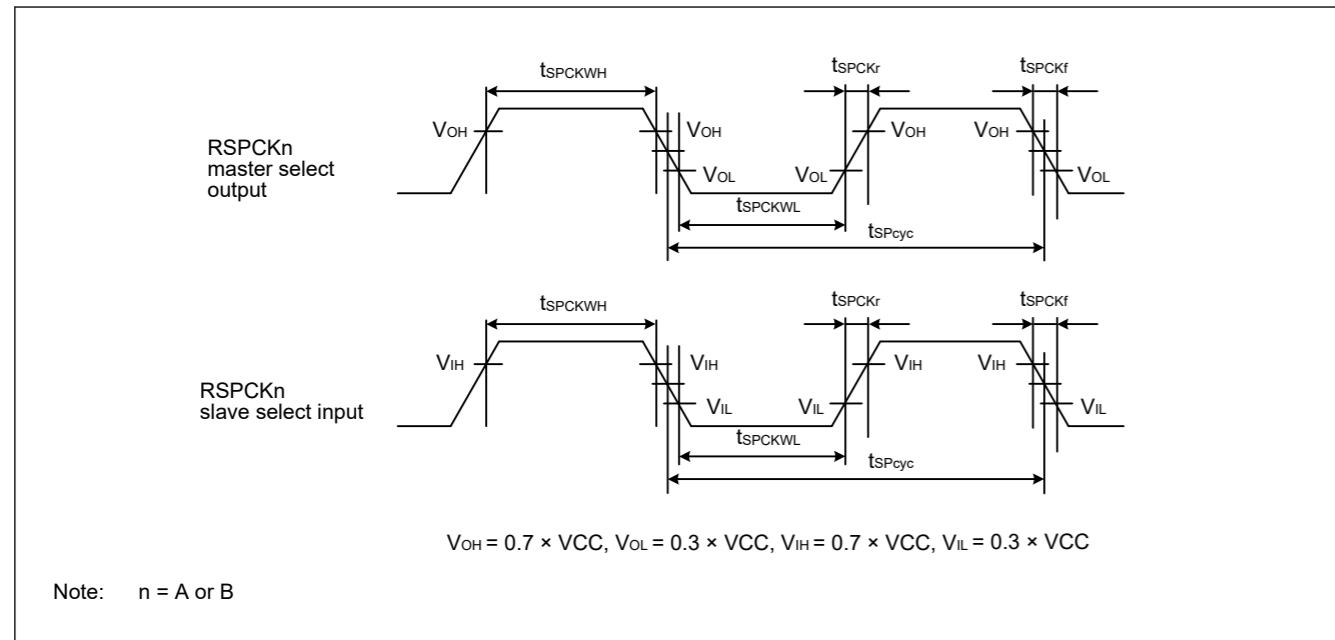 tSPCKWH tSPCKr tSPCKf
VOH VOH VOH VOH
RSPCKn
master select
output
VOL VOL VOL
tSPCKWL
tSPcyc
tSPCKWH tSPCKr tSPCKf
VIH VIH VIH VIH
RSPCKn
slave select input
VIL VIL VIL
tSPCKWL
tSPcyc
VOH = 0.7 × VCC, VOL = 0.3 × VCC, VIH = 0.7 × VCC, VIL = 0.3 × VCC
Note: n = A or B